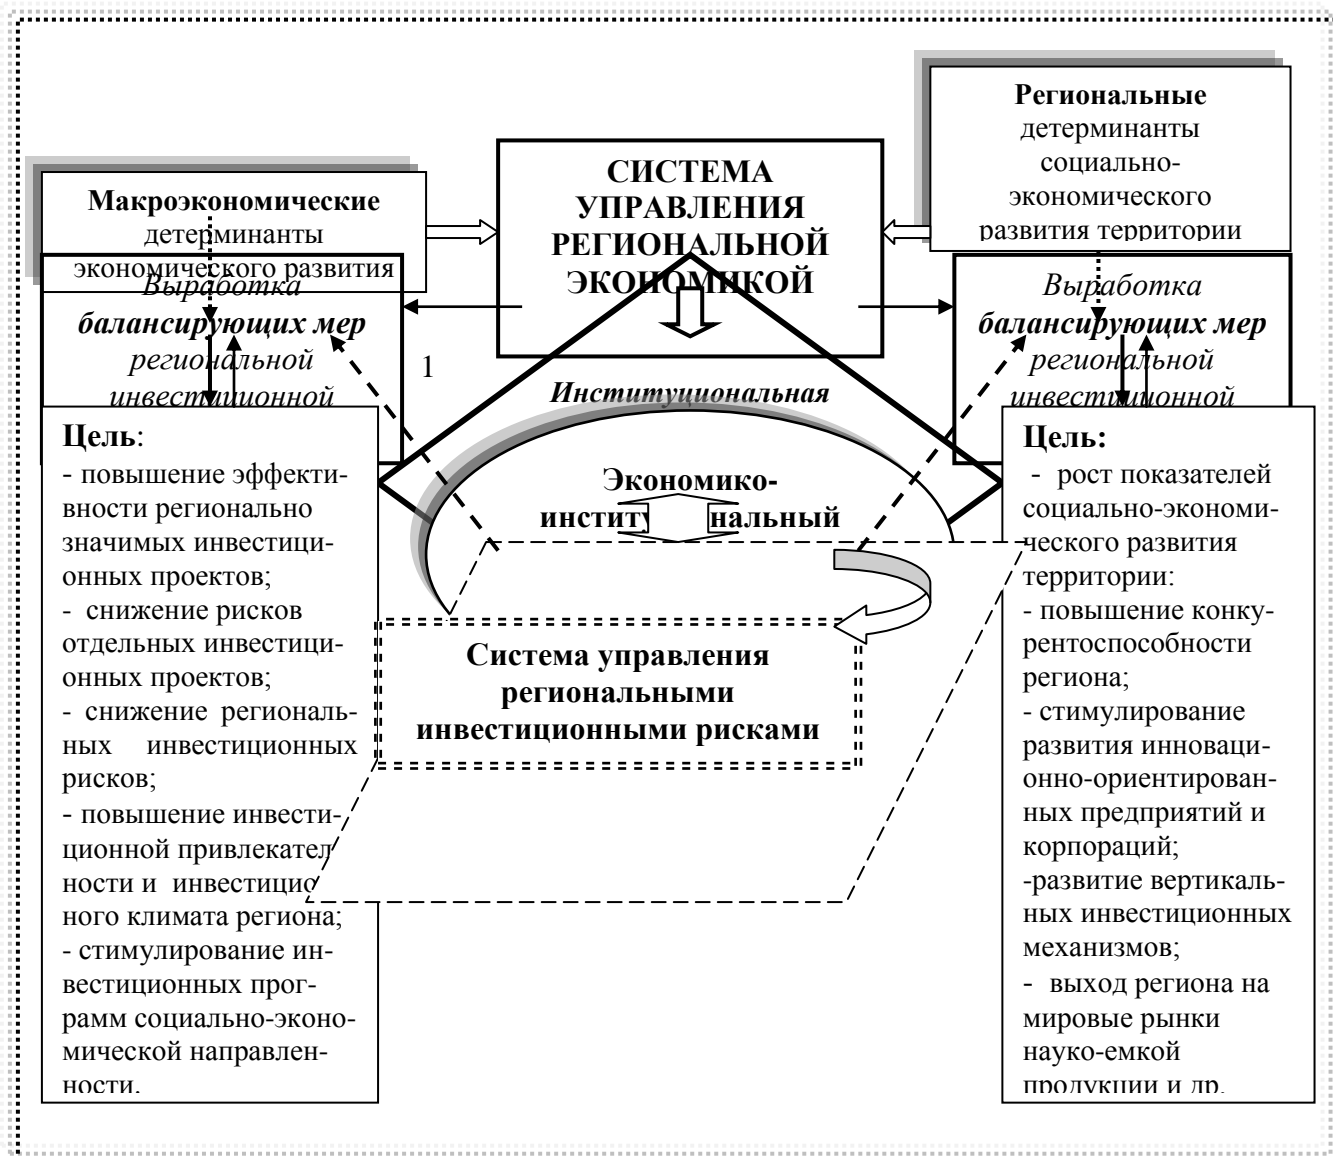 Региональные
детерминанты
социально-
экономического
развития территории
СИСТЕМА
УПРАВЛЕНИЯ
РЕГИОНАЛЬНОЙ
ЭКОНОМИКОЙ
Макроэкономические
детерминанты
экономического развития
Выработка
балансирующих мер
региональной
инвестиционной
1
Выработка
балансирующих мер
региональной
инвестиционной
Институциональная
Экономико-
нальный
Система управления
региональными
инвестиционными рисками
Цель:
- повышение эффекти-
вности регионально
значимых инвестици-
онных проектов;
- снижение рисков
отдельных инвестици-
онных проектов;
- снижение региональ-
ных инвестиционных
рисков;
- повышение инвести-
ционной привлекател
ности и инвестицио
ного климата региона;
- стимулирование ин-
вестиционных прог-
рамм социально-эконо-
мической направлен-
ности.
Цель:
- рост показателей
социально-экономи-
ческого развития
территории:
- повышение конку-
рентоспособности
региона;
- стимулирование
развития инноваци-
онно-ориентирован-
ных предприятий и
корпораций;
-развитие вертикаль-
ных инвестиционных
механизмов;
- выход региона на
мировые рынки
науко-емкой
продукции и др.